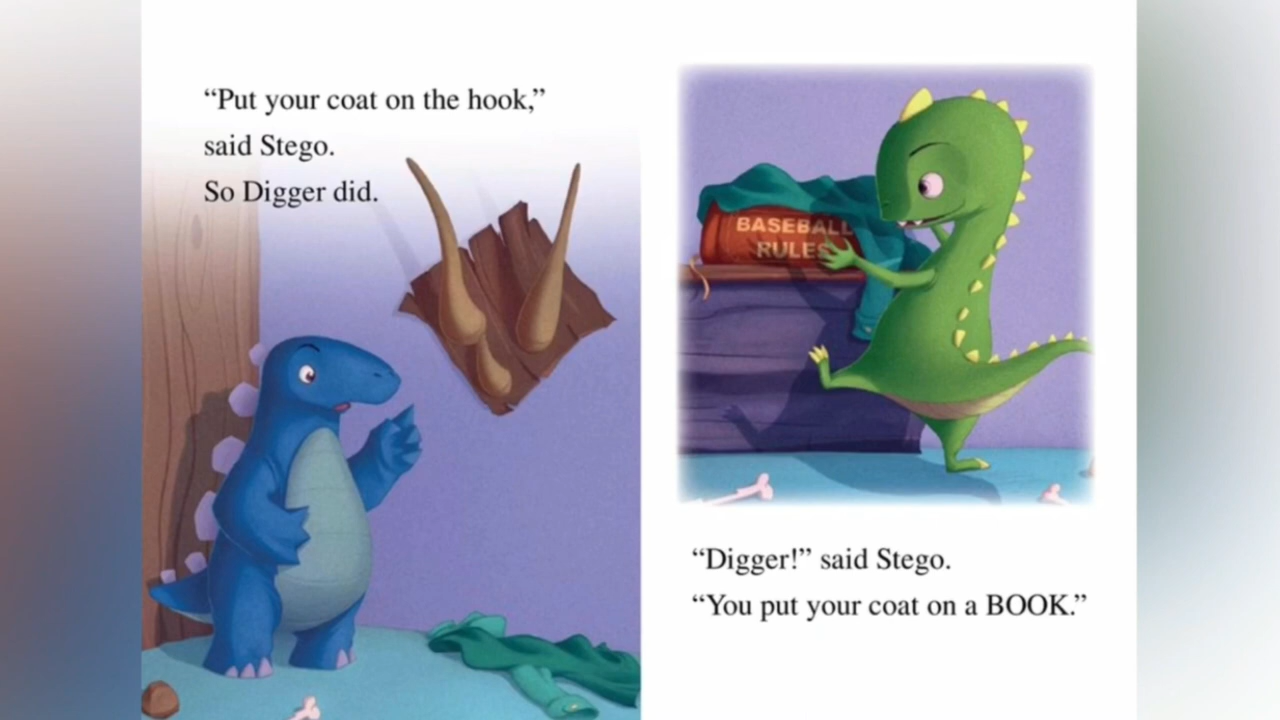 “Put your coat on the hook,”
said Stego.
So Digger did.
BASEBALL
RULES
“Digger!” said Stego.
“You put your coat on a BOOK.”